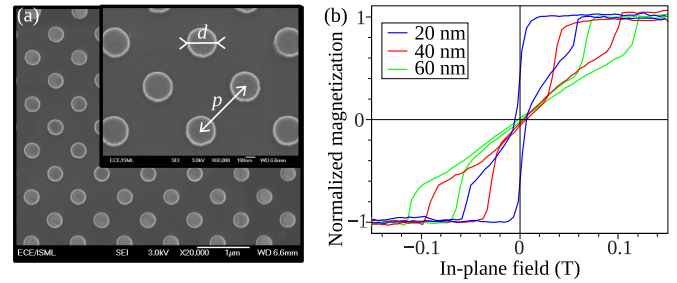 (a)
d
p
ECE/ISML SEI 3.0kV X60,000 100nm WD 6.6mm
ECE/ISML SEI 3.0kV X20,000 1μm WD 6.6mm
(b)
20 nm
40 nm
60 nm
Normalized magnetization
1
0
−1
−0.1 0 0.1
In-plane field (T)